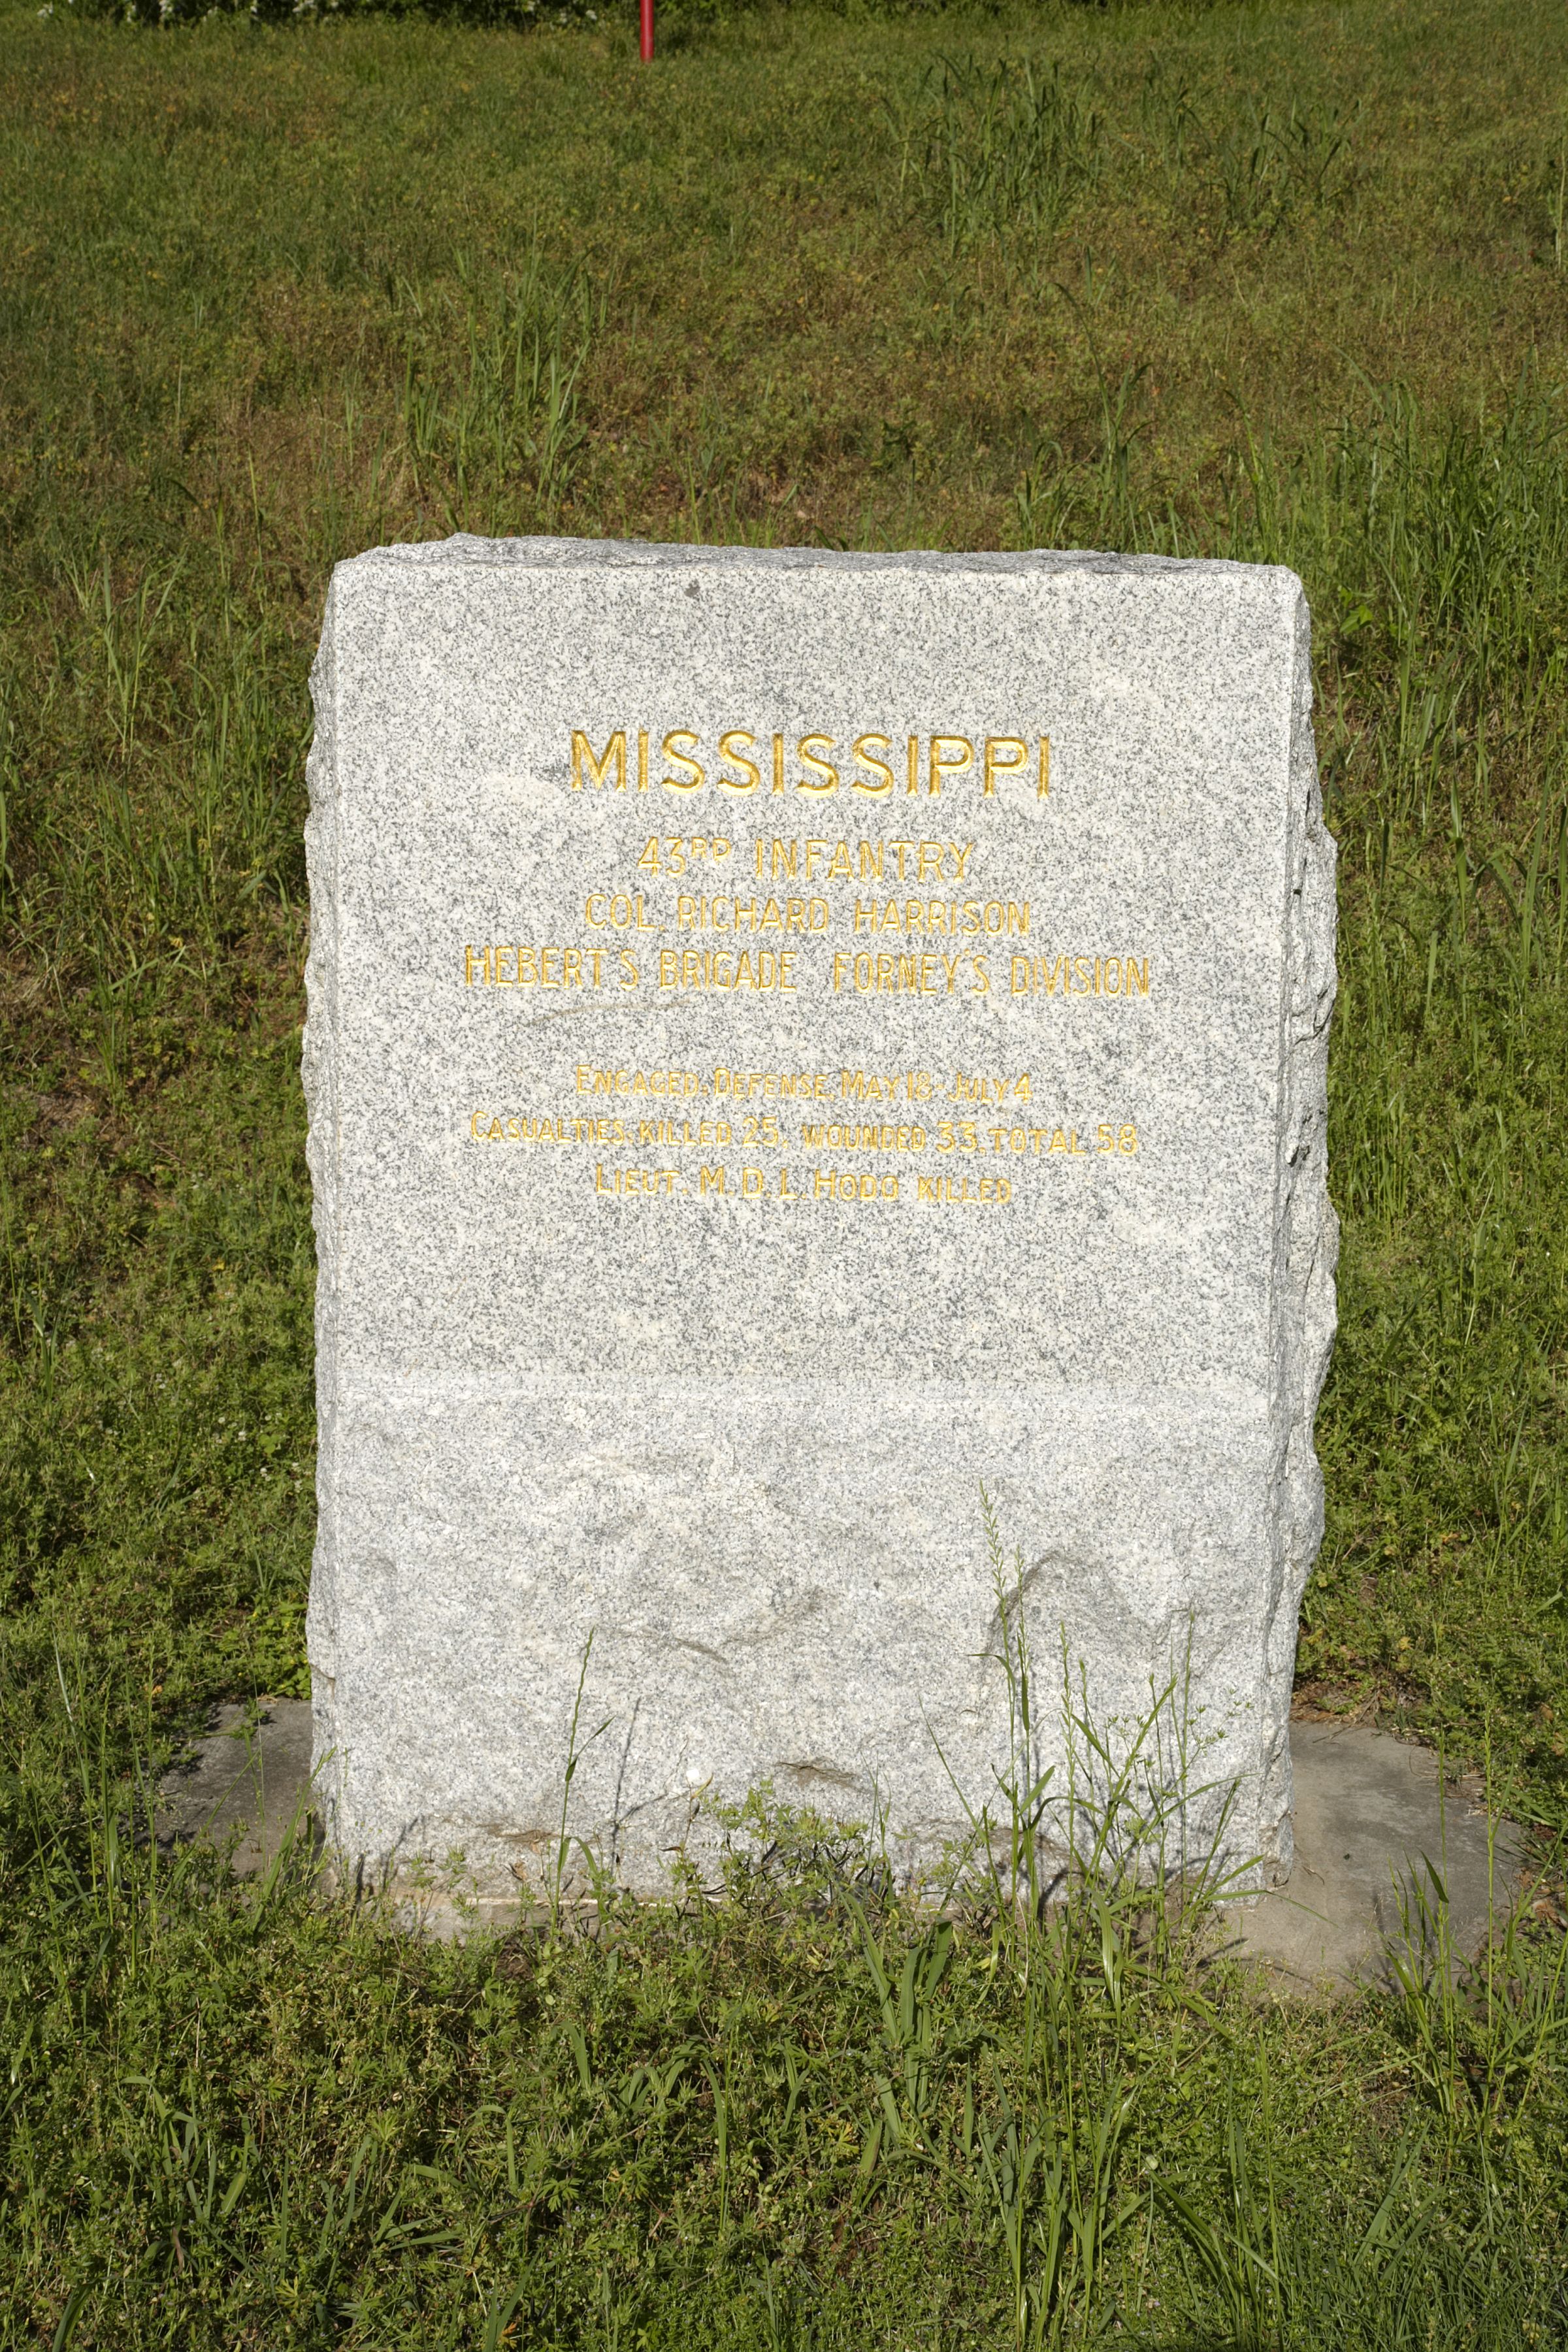 MISSISSIPPI
43RD INFANTRY
COL. RICHARD HARRISON
HEBERT'S BRIGADE FORNEY'S DIVISION
ENGAGED: DEFENSE, MAY 18-JULY 4
CASUALTIES: KILLED 25, WOUNDED 33, TOTAL 58
LIEUT. M. D. L. HODO KILLED